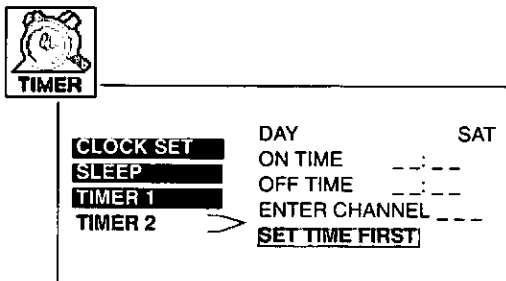 TIMER
CLOCK SET
SLEEP
TIMER 1
TIMER 2
DAY SAT
ON TIME _ _:_ _
OFF TIME _ _:_ _
ENTER CHANNEL _ _ _
SET TIME FIRST